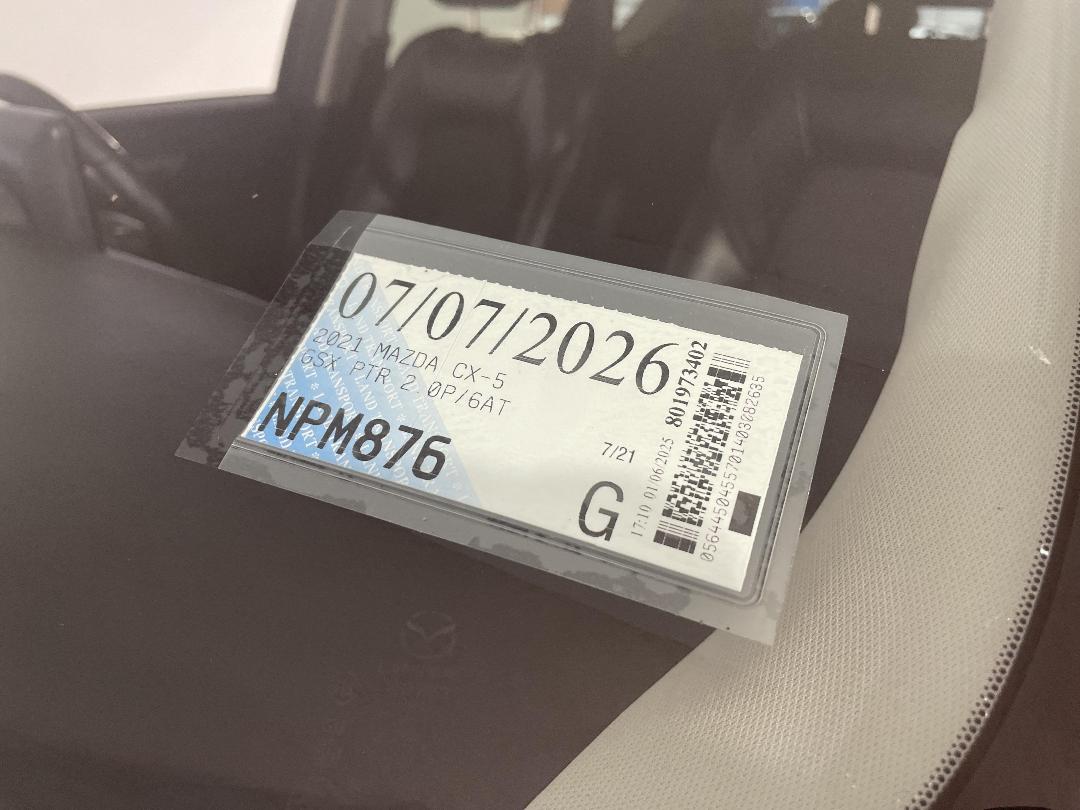 07/07/2026
2021 MAZDA CX-5
GSX PTR 2.0P/6AT
NPM876
7/21
G
17:10 01/06/2025
801973402
0564450455701403082635